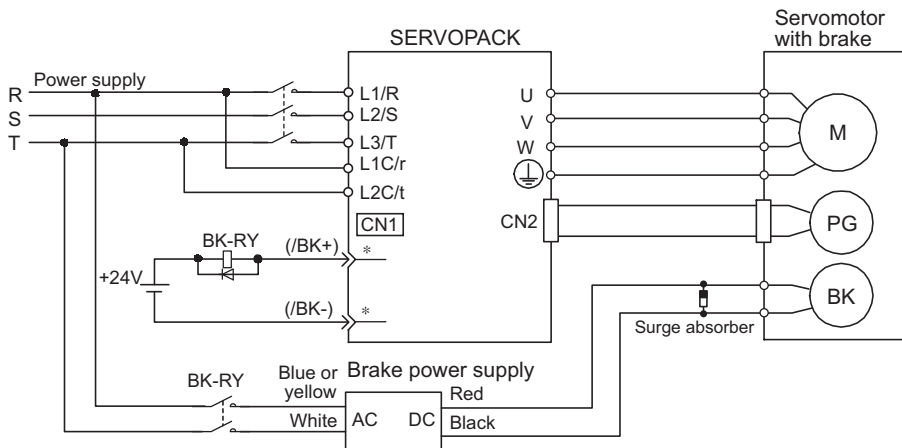 Servomotor
with brake
SERVOPACK
Power supply
R
S
T
L1/R
L2/S
L3/T
L1C/r
L2C/t
U
V
W
M
CN1
CN2
PG
BK-RY
(/BK+)
*
+24V
(/BK-)
*
BK
Surge absorber
BK-RY
Blue or
yellow
White
Brake power supply
AC
DC
Red
Black